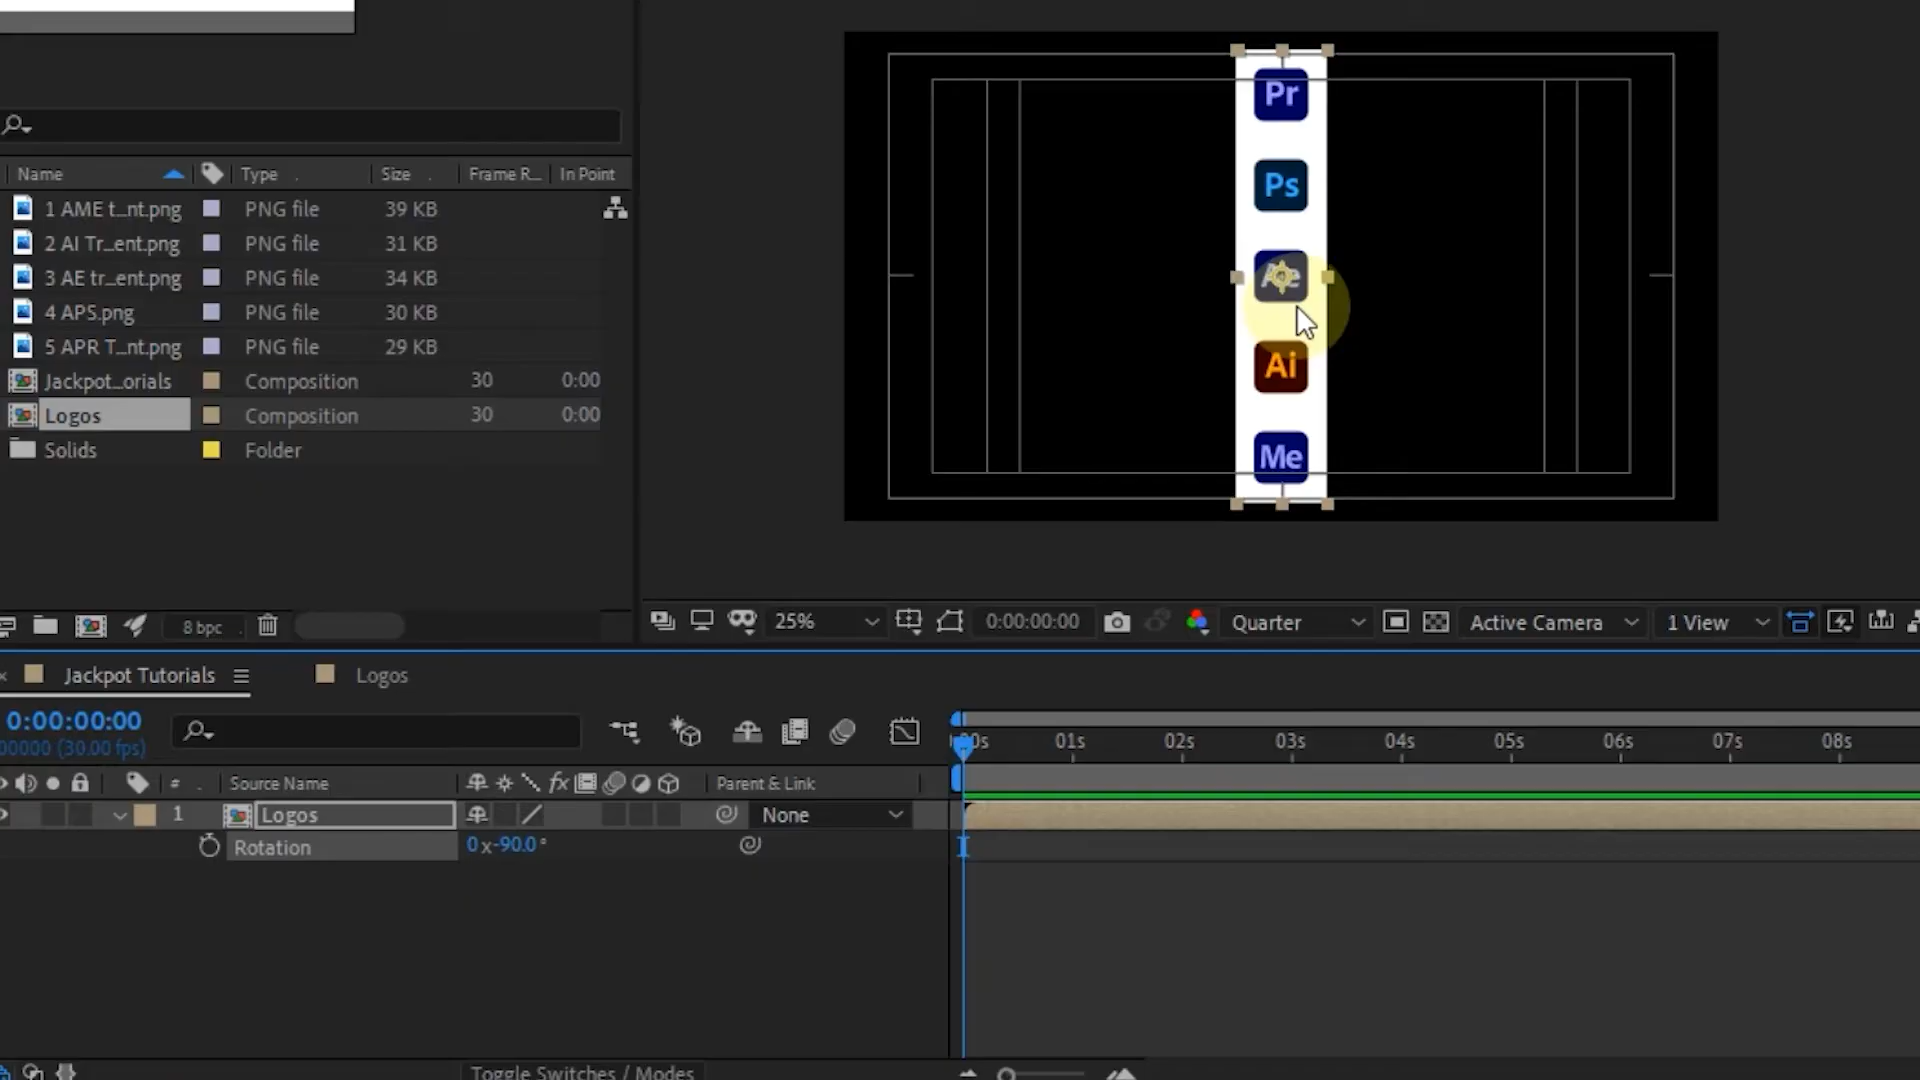 Pr
Ps
Ae
Ai
Me
Name Type Size Frame R... In Point
1 AME t...nt.png PNG file 39 KB
2 AI Tr...ent.png PNG file 31 KB
3 AE tr...ent.png PNG file 34 KB
4 APS.png PNG file 30 KB
5 APR T...nt.png PNG file 29 KB
Jackpot...orials Composition 30 0:00
Logos Composition 30 0:00
Solids Folder
8 bpc
25% 0:00:00:00 Quarter Active Camera 1 View
Jackpot Tutorials Logos
0:00:00:00
00000 (30.00 fps)
00s 01s 02s 03s 04s 05s 06s 07s 08s
# Source Name fx Parent & Link
1 Logos None
Rotation 0x-90.0°
Toggle Switches / Modes